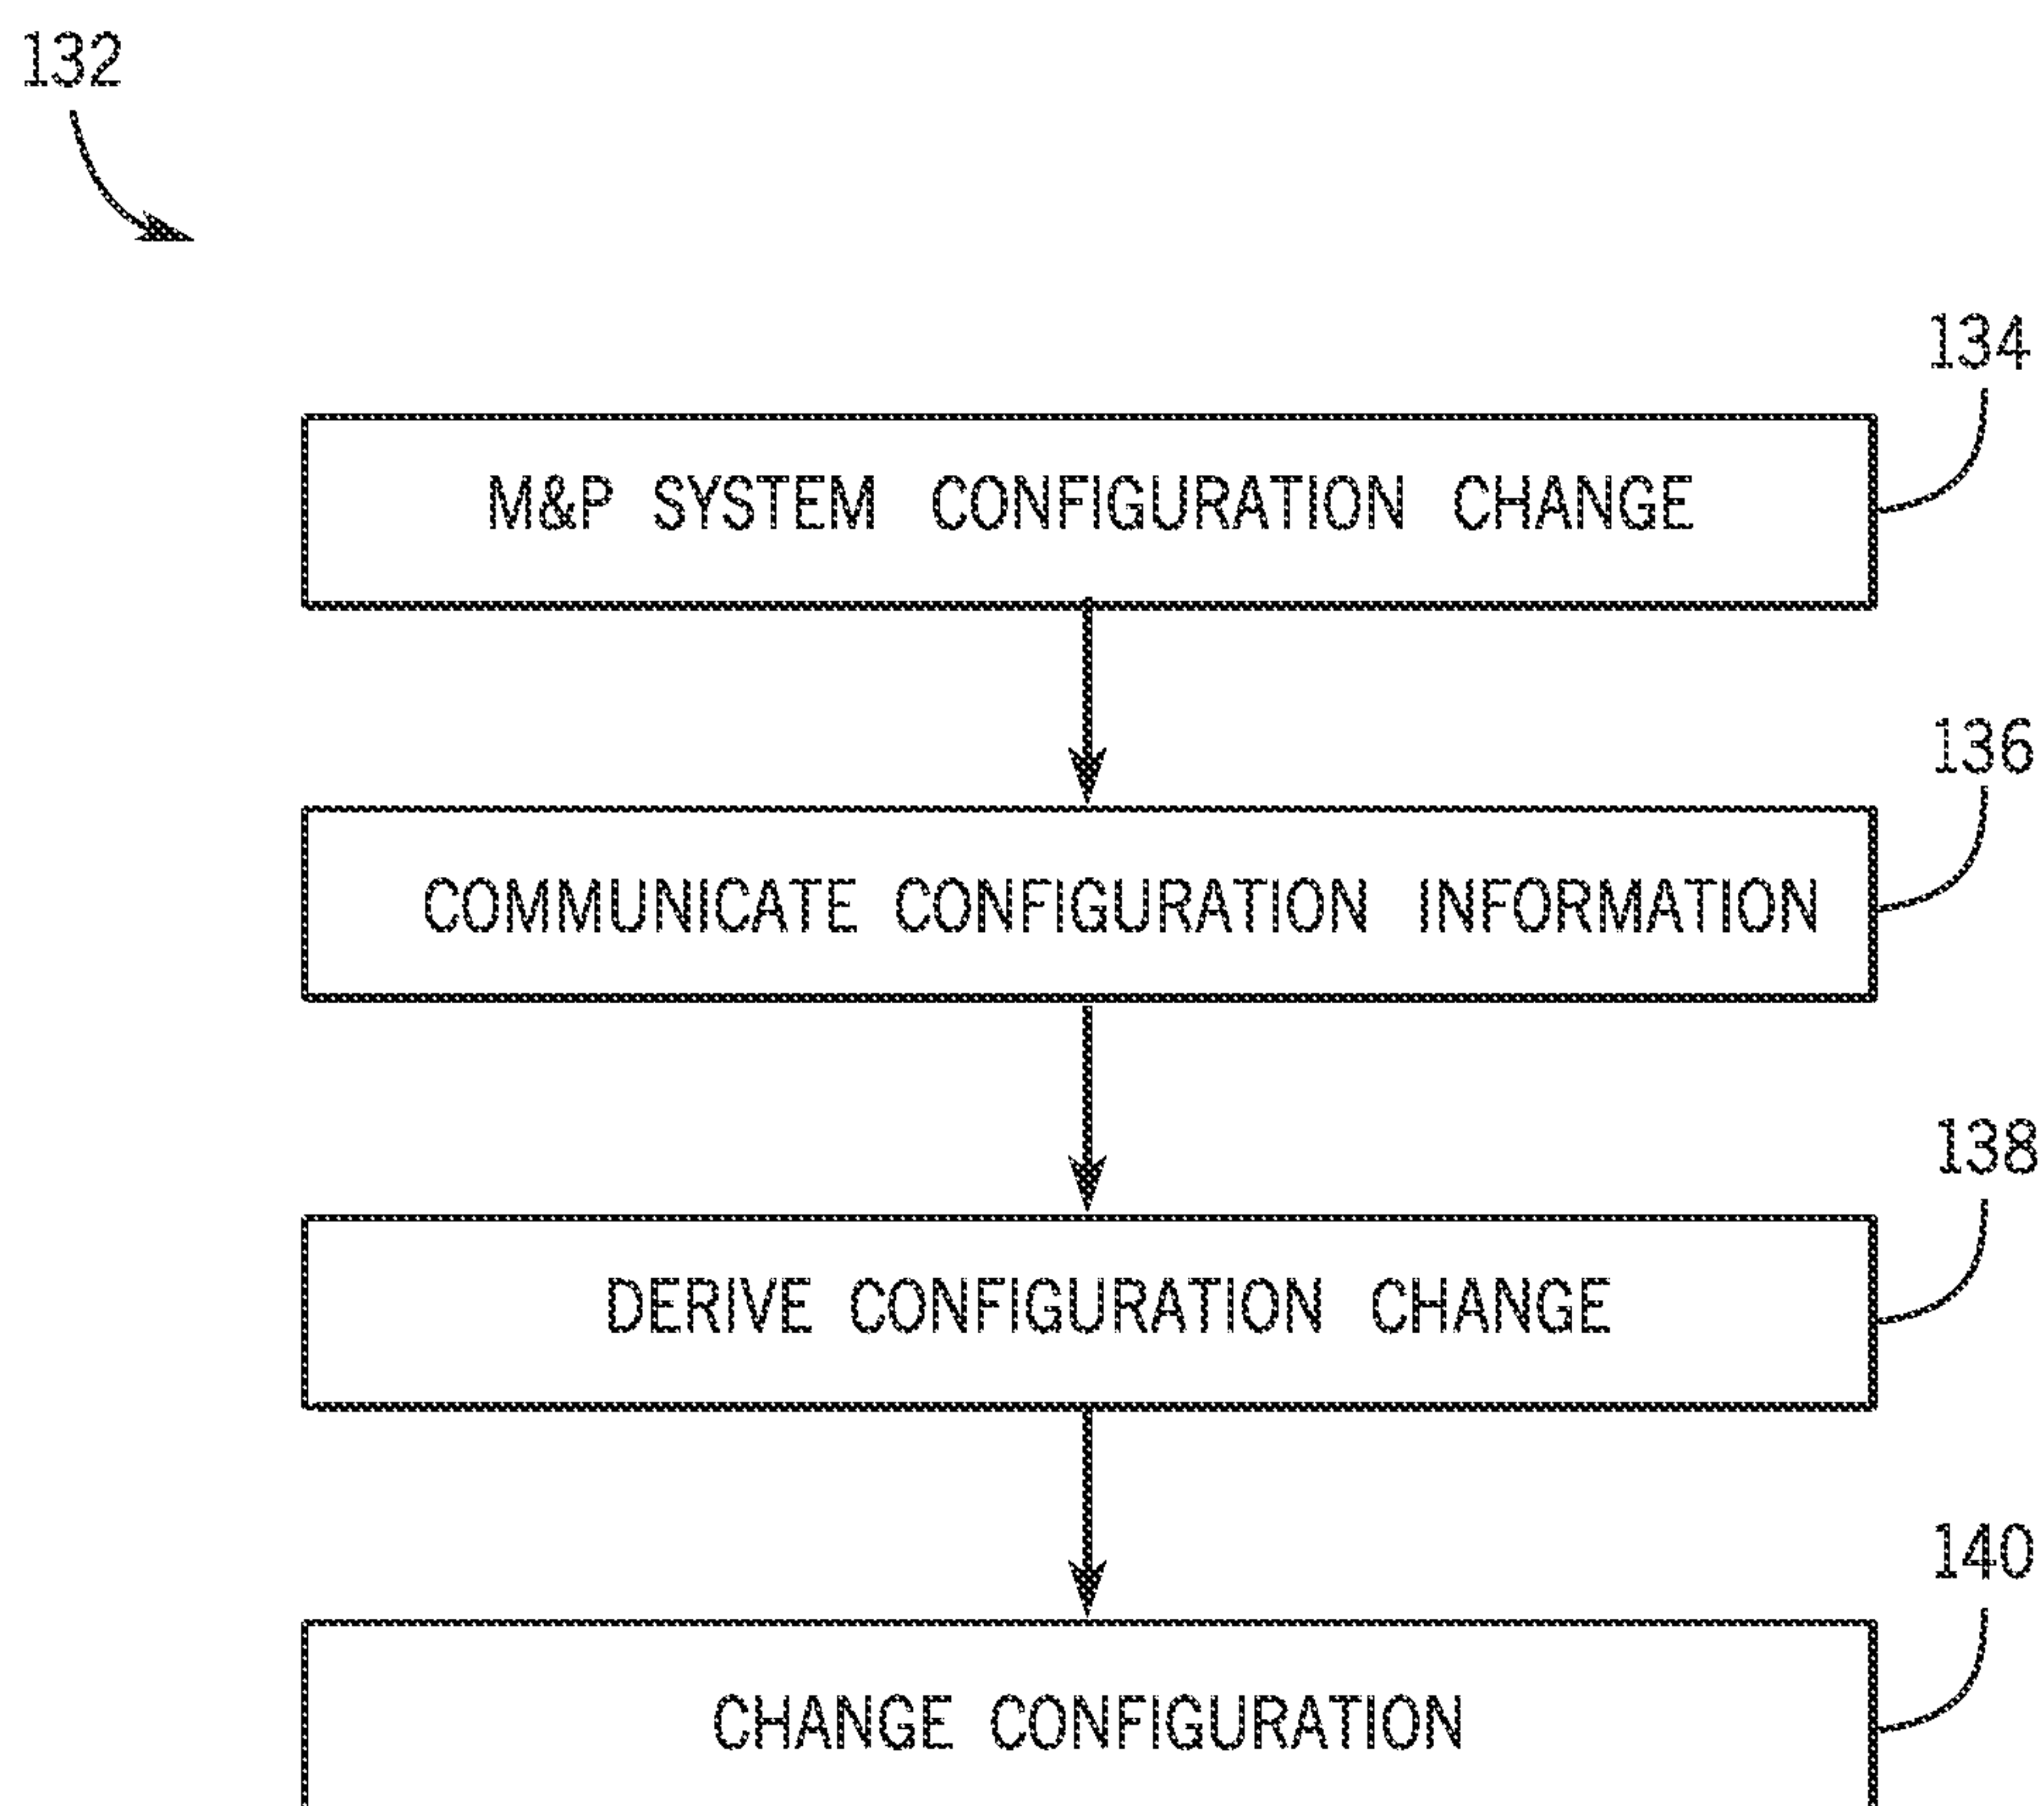 132
134
M&P SYSTEM CONFIGURATION CHANGE
136
COMMUNICATE CONFIGURATION INFORMATION
138
DERIVE CONFIGURATION CHANGE
140
CHANGE CONFIGURATION